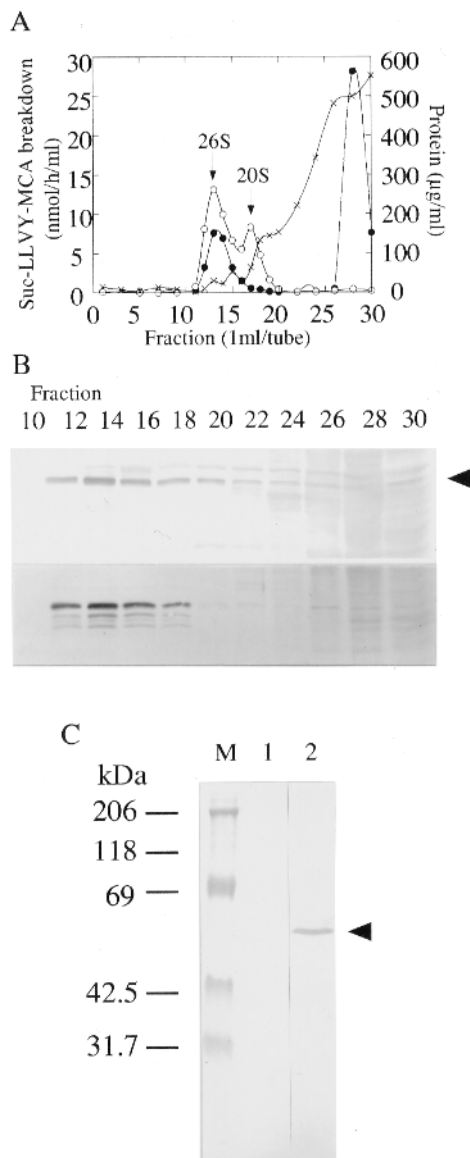 A
Suc-LLVY-MCA breakdown
(nmol/h/ml)
30
25
20
15
10
5
0
26S
20S
600
500
400
300
200
100
0
Protein (µg/ml)
0 5 10 15 20 25 30
Fraction (1ml/tube)
B
Fraction
10 12 14 16 18 20 22 24 26 28 30
C
M 1 2
kDa
206
118
69
42.5
31.7